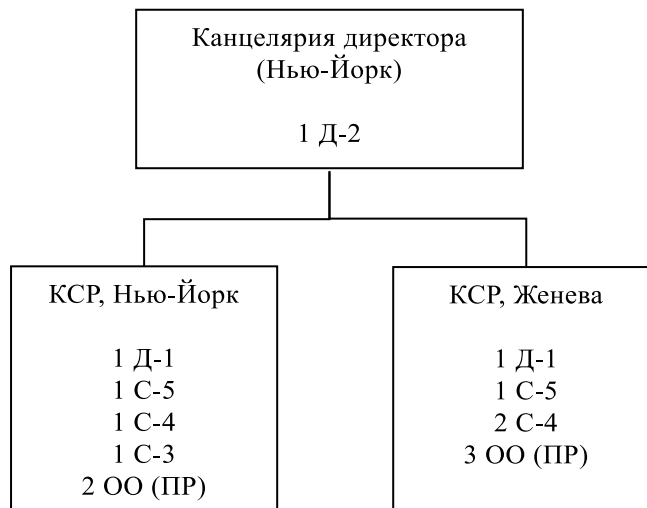 Канцелярия директора
(Нью-Йорк)
1 Д-2
КСР, Нью-Йорк
1 Д-1
1 С-5
1 С-4
1 С-3
2 ОО (ПР)
КСР, Женева
1 Д-1
1 С-5
2 С-4
3 ОО (ПР)